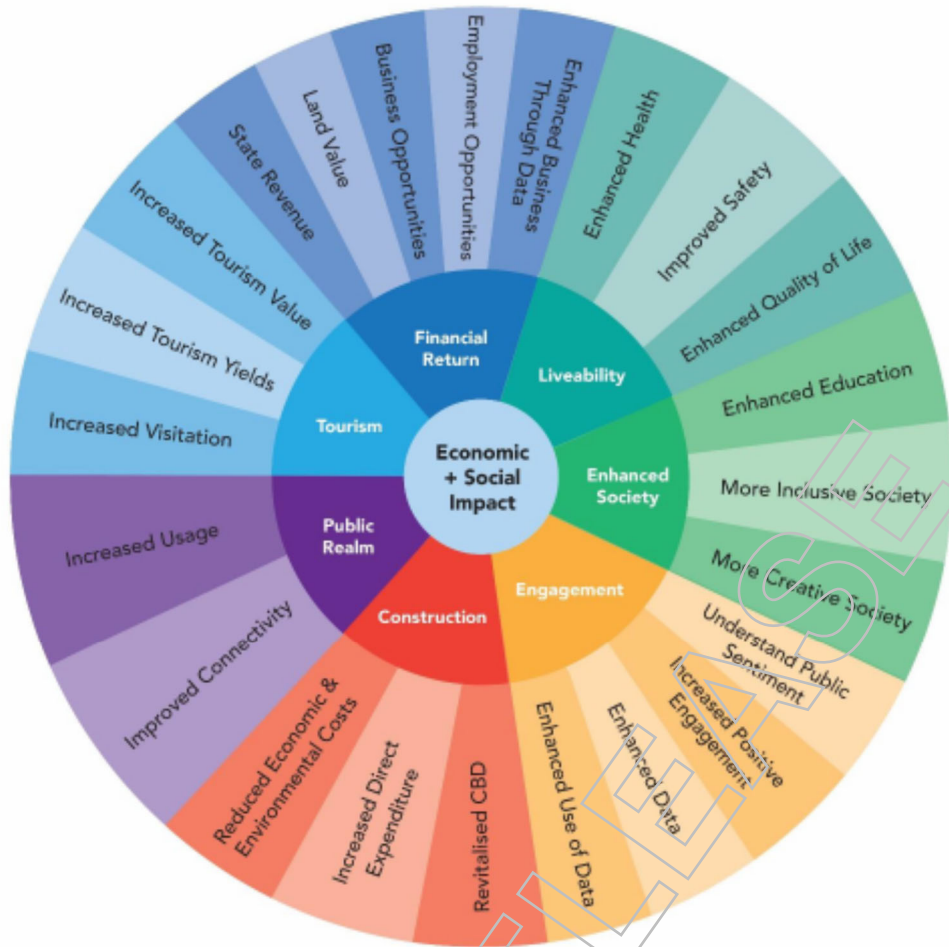 Economic
+ Social
Impact
Financial
Return
Liveability
Enhanced
Society
Engagement
Construction
Public
Realm
Tourism
State Revenue
Land Value
Business Opportunities
Employment Opportunities
Enhanced Business
Through Data
Enhanced Health
Improved Safety
Enhanced Quality of Life
Enhanced Education
More Inclusive Society
More Creative Society
Understand Public
Sentiment
Increased Positive
Engagement
Enhanced Data
Enhanced Use of Data
Revitalised CBD
Increased Direct
Expenditure
Reduced Economic &
Environmental Costs
Improved Connectivity
Increased Usage
Increased Visitation
Increased Tourism Yields
Increased Tourism Value